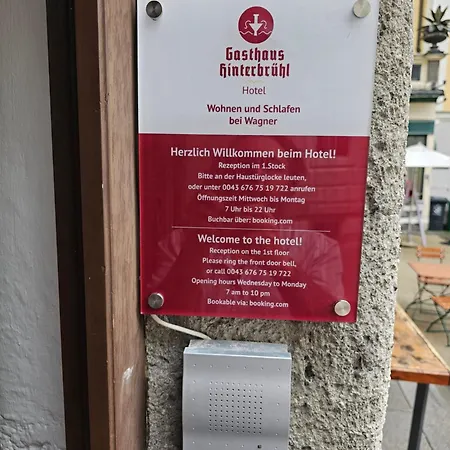 Gasthaus
Hinterbrühl
Hotel
Wohnen und Schlafen
bei Wagner
Herzlich Willkommen beim Hotel!
Rezeption im 1.Stock
Bitte an der Haustürglocke leuten,
oder unter 0043 676 75 19 722 anrufen
Öffnungszeit Mittwoch bis Montag
7 Uhr bis 22 Uhr
Buchbar über: booking.com
Welcome to the hotel!
Reception on the 1st floor
Please ring the front door bell,
or call 0043 676 75 19 722
Opening hours Wednesday to Monday
7 am to 10 pm
Bookable via: booking.com